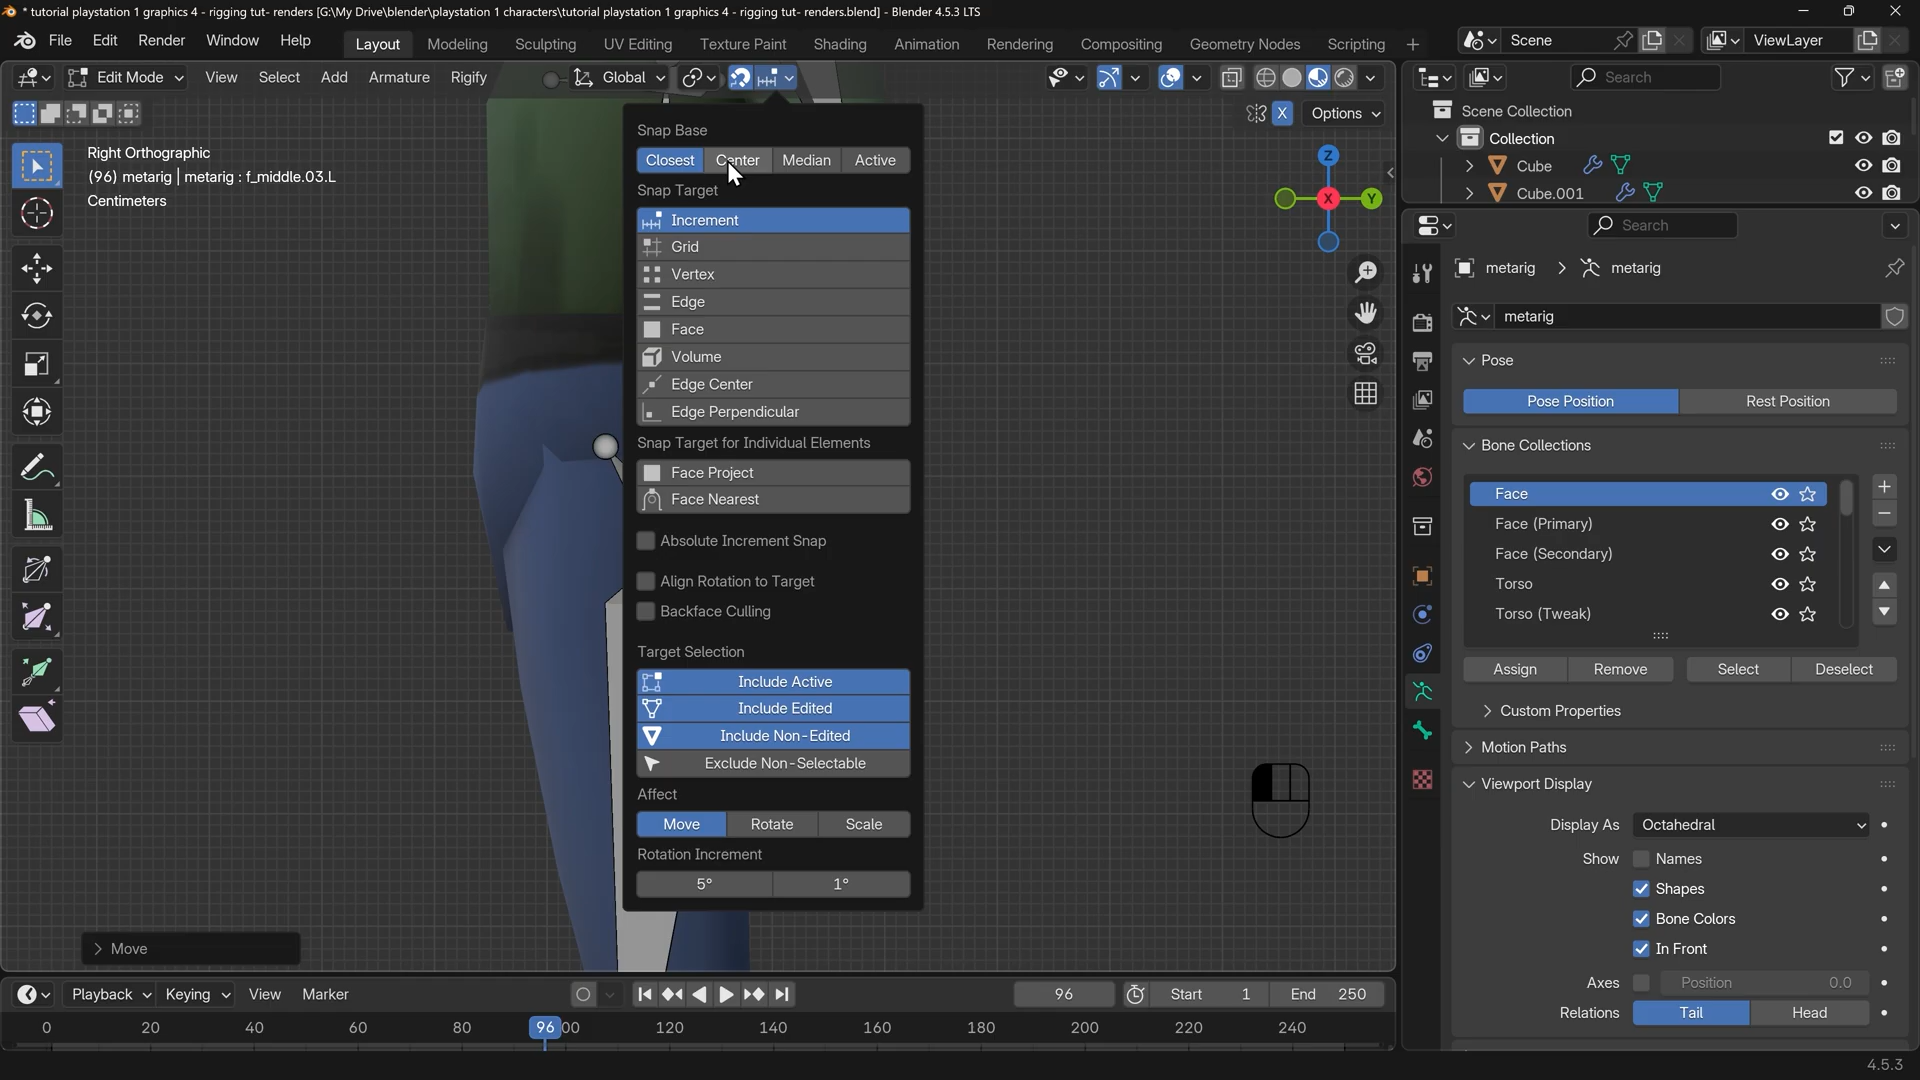 * tutorial playstation 1 graphics 4 - rigging tut- renders [G:\My Drive\blender\playstation 1 characters\tutorial playstation 1 graphics 4 - rigging tut- renders.blend] - Blender 4.5.3 LTS
File Edit Render Window Help Layout Modeling Sculpting UV Editing Texture Paint Shading Animation Rendering Compositing Geometry Nodes Scripting + Scene ViewLayer
Edit Mode View Select Add Armature Rigify Global Search
X Options
Right Orthographic
(96) metarig | metarig : f_middle.03.L
Centimeters
Z
X
Y
Snap Base
Closest Center Median Active
Snap Target
Increment
Grid
Vertex
Edge
Face
Volume
Edge Center
Edge Perpendicular
Snap Target for Individual Elements
Face Project
Face Nearest
Absolute Increment Snap
Align Rotation to Target
Backface Culling
Target Selection
Include Active
Include Edited
Include Non-Edited
Exclude Non-Selectable
Affect
Move Rotate Scale
Rotation Increment
5° 1°
Move
Scene Collection
Collection
Cube
Cube.001
Search
metarig metarig
metarig
Pose
Pose Position Rest Position
Bone Collections
Face
Face (Primary)
Face (Secondary)
Torso
Torso (Tweak)
Assign Remove Select Deselect
Custom Properties
Motion Paths
Viewport Display
Display As Octahedral
Show Names
Shapes
Bone Colors
In Front
Axes Position 0.0
Relations Tail Head
Playback Keying View Marker 96 Start 1 End 250
0 20 40 60 80 96 00 120 140 160 180 200 220 240
4.5.3